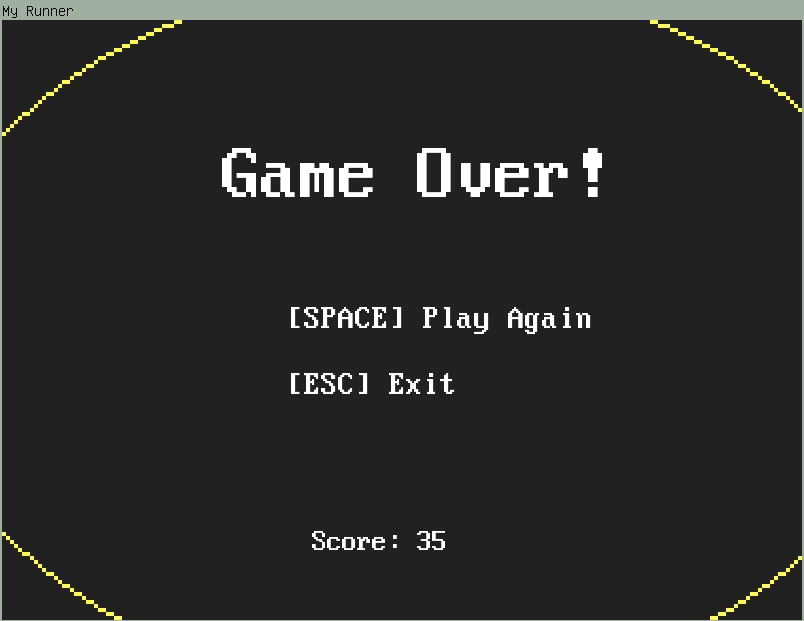 My Runner
Game Over!
[SPACE] Play Again
[ESC] Exit
Score: 35